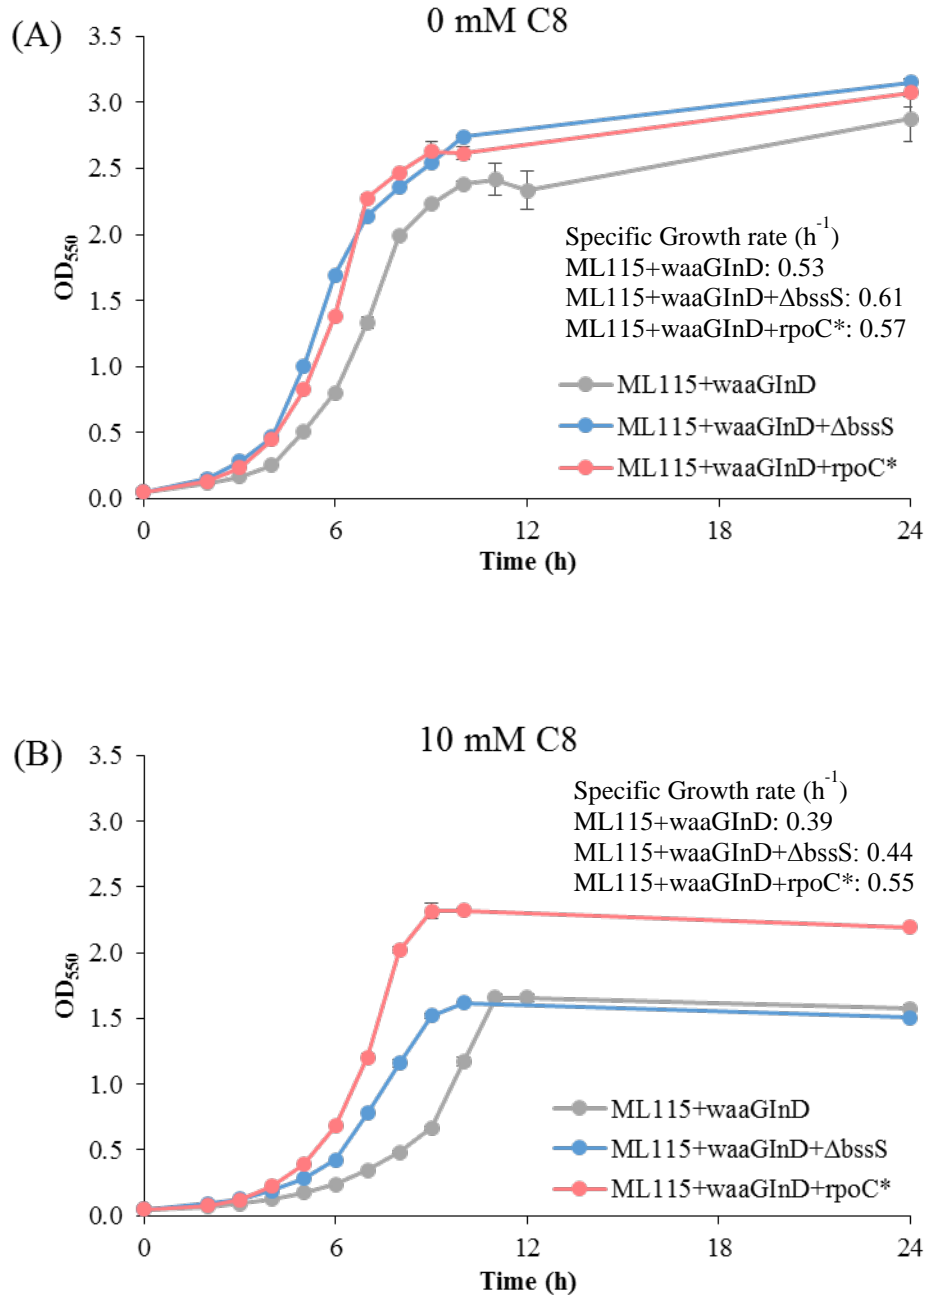 (A)
0 mM C8
3.5
3.0
2.5
2.0
1.5
1.0
0.5
0.0
OD550
Specific Growth rate (h-1)
ML115+waaGInD: 0.53
ML115+waaGInD+ΔbssS: 0.61
ML115+waaGInD+rpoC*: 0.57
ML115+waaGInD
ML115+waaGInD+ΔbssS
ML115+waaGInD+rpoC*
0 6 12 18 24
Time (h)
(B)
10 mM C8
3.5
3.0
2.5
2.0
1.5
1.0
0.5
0.0
OD550
Specific Growth rate (h-1)
ML115+waaGInD: 0.39
ML115+waaGInD+ΔbssS: 0.44
ML115+waaGInD+rpoC*: 0.55
ML115+waaGInD
ML115+waaGInD+ΔbssS
ML115+waaGInD+rpoC*
0 6 12 18 24
Time (h)